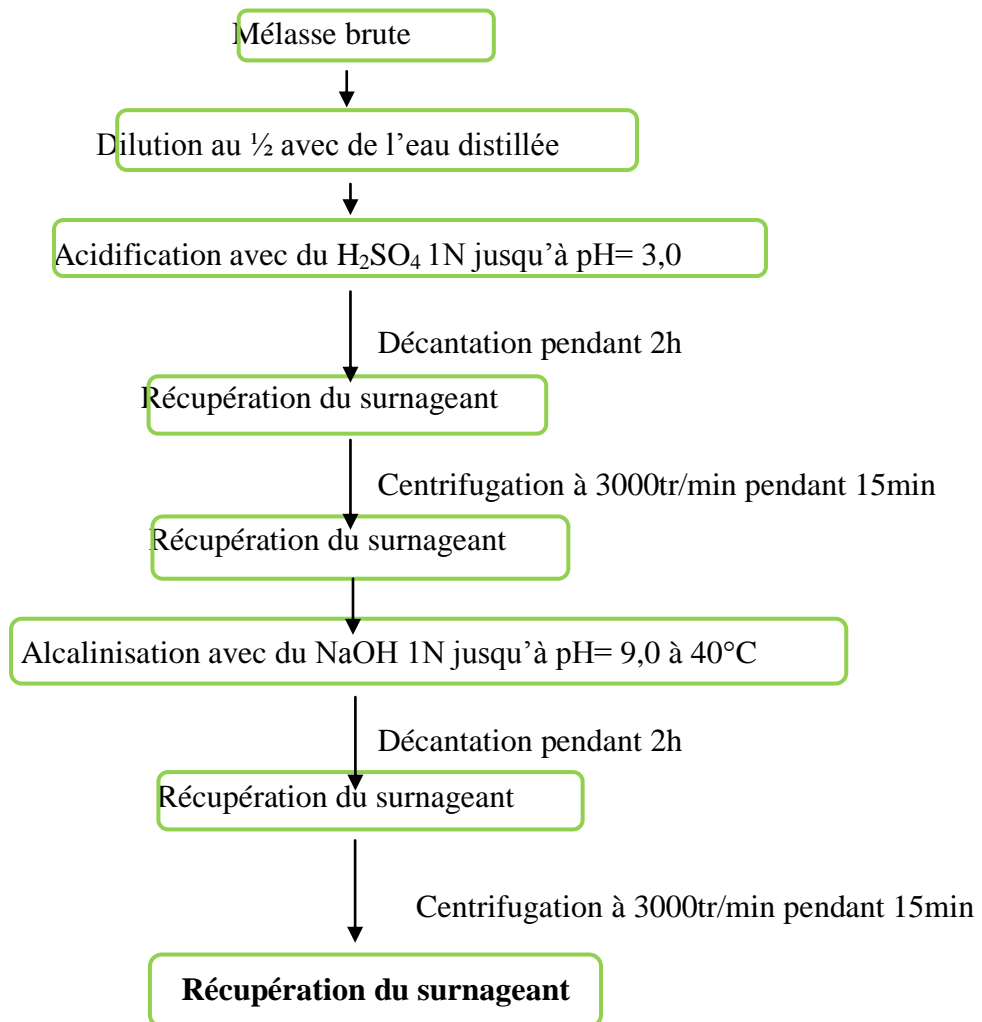 Mélasse brute
Dilution au ½ avec de l’eau distillée
Acidification avec du H₂SO₄ 1N jusqu’à pH= 3,0
Décantation pendant 2h
Récupération du surnageant
Centrifugation à 3000tr/min pendant 15min
Récupération du surnageant
Alcalinisation avec du NaOH 1N jusqu’à pH= 9,0 à 40°C
Décantation pendant 2h
Récupération du surnageant
Centrifugation à 3000tr/min pendant 15min
Récupération du surnageant